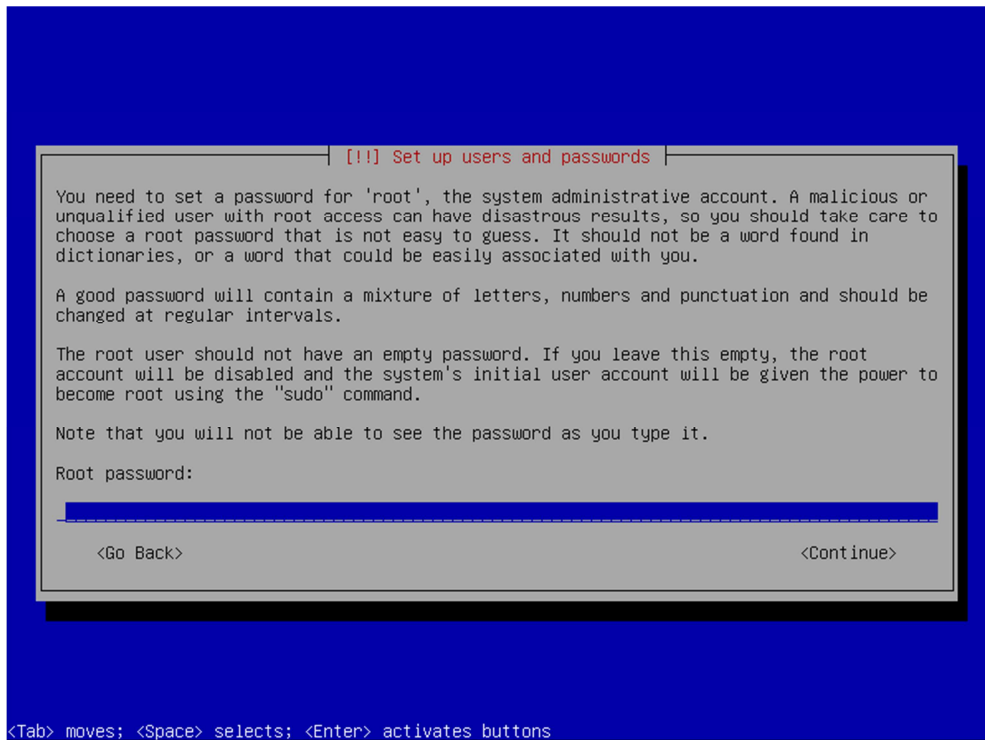 [!!] Set up users and passwords
You need to set a password for 'root', the system administrative account. A malicious or
unqualified user with root access can have disastrous results, so you should take care to
choose a root password that is not easy to guess. It should not be a word found in
dictionaries, or a word that could be easily associated with you.
A good password will contain a mixture of letters, numbers and punctuation and should be
changed at regular intervals.
The root user should not have an empty password. If you leave this empty, the root
account will be disabled and the system's initial user account will be given the power to
become root using the "sudo" command.
Note that you will not be able to see the password as you type it.
Root password:
<Go Back> <Continue>
<Tab> moves; <Space> selects; <Enter> activates buttons